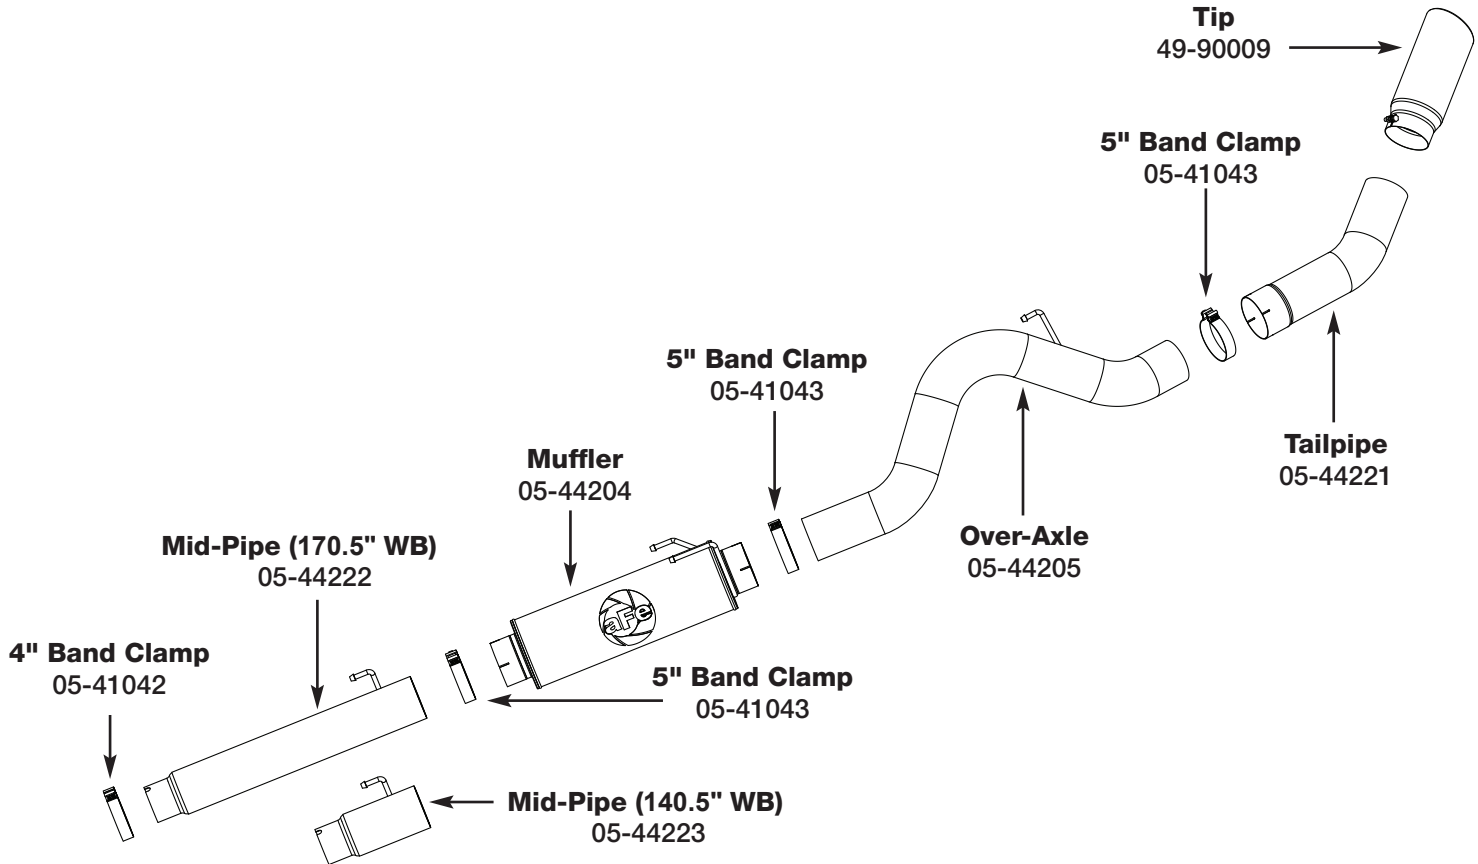 Tip
49-90009
5" Band Clamp
05-41043
5" Band Clamp
05-41043
Tailpipe
05-44221
Muffler
05-44204
Over-Axle
05-44205
Mid-Pipe (170.5" WB)
05-44222
4" Band Clamp
05-41042
5" Band Clamp
05-41043
aFe
Mid-Pipe (140.5" WB)
05-44223